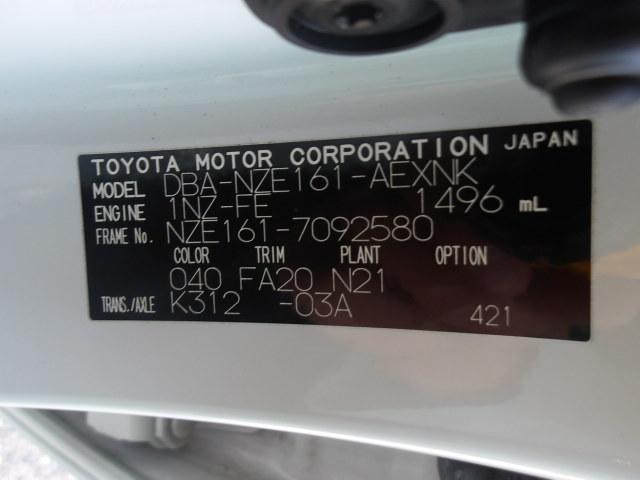 TOYOTA MOTOR CORPORATION JAPAN
MODEL DBA-NZE161-AEXNK
ENGINE 1NZ-FE 1496 mL
FRAME No. NZE161-7092580
COLOR TRIM PLANT OPTION
040 FA20 N21
TRANS./AXLE K312 -03A 421